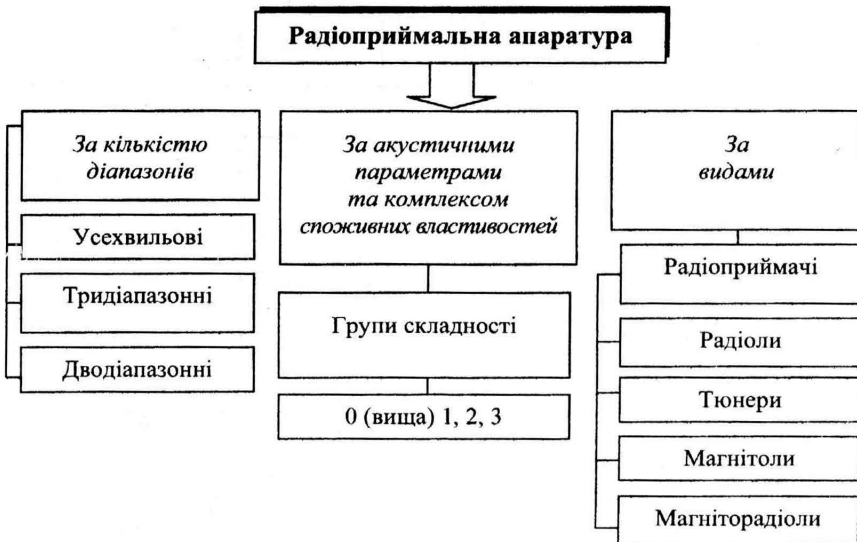 Радіоприймальна апаратура
За кількістю
діапазонів
Усехвильові
Тридіапазонні
Дводіапазонні
За акустичними
параметрами
та комплексом
споживних властивостей
Групи складності
0 (вища) 1, 2, 3
За
видами
Радіоприймачі
Радіоли
Тюнери
Магнітоли
Магніторадіоли